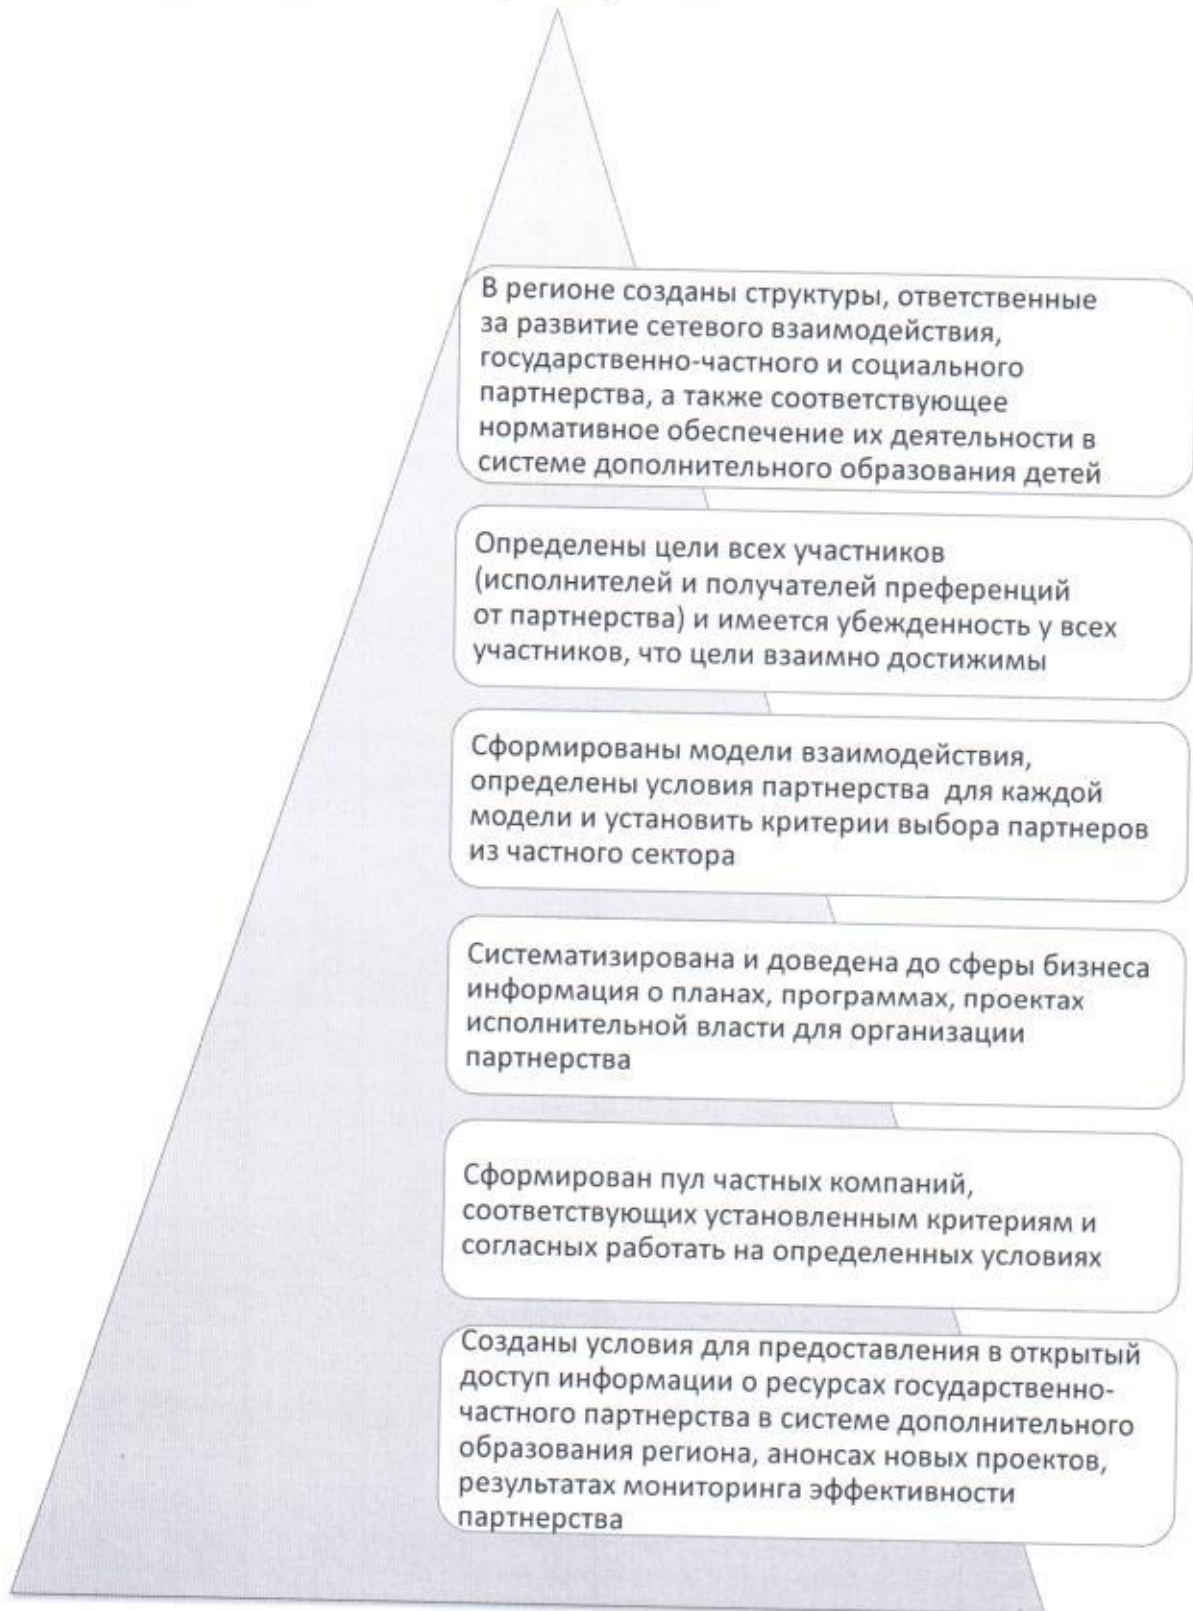 В регионе созданы структуры, ответственные
за развитие сетевого взаимодействия,
государственно-частного и социального
партнерства, а также соответствующее
нормативное обеспечение их деятельности в
системе дополнительного образования детей
Определены цели всех участников
(исполнителей и получателей преференций
от партнерства) и имеется убежденность у всех
участников, что цели взаимно достижимы
Сформированы модели взаимодействия,
определены условия партнерства для каждой
модели и установить критерии выбора партнеров
из частного сектора
Систематизирована и доведена до сферы бизнеса
информация о планах, программах, проектах
исполнительной власти для организации
партнерства
Сформирован пул частных компаний,
соответствующих установленным критериям и
согласных работать на определенных условиях
Созданы условия для предоставления в открытый
доступ информации о ресурсах государственно-
частного партнерства в системе дополнительного
образования региона, анонсах новых проектов,
результатах мониторинга эффективности
партнерства